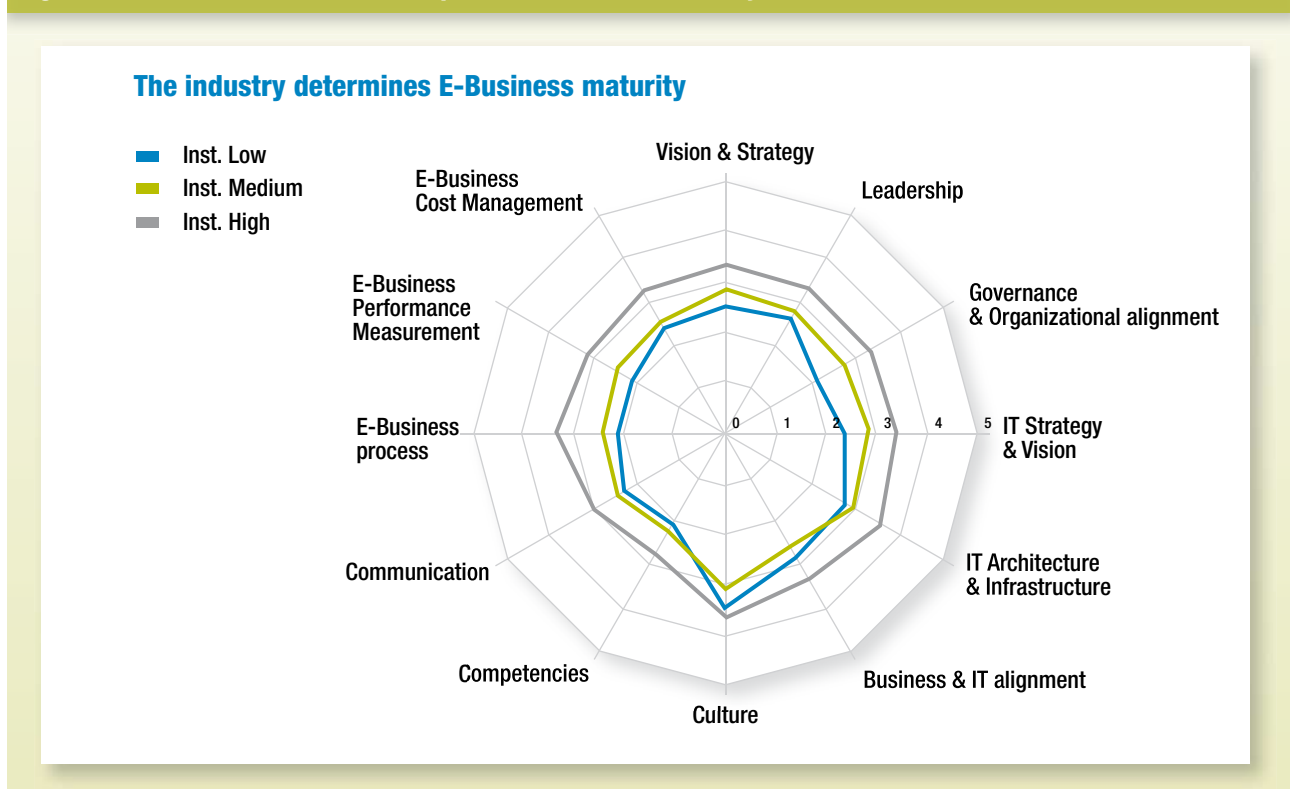 The industry determines E-Business maturity
Inst. Low
Inst. Medium
Inst. High
Vision & Strategy
Leadership
Governance
& Organizational alignment
IT Strategy
& Vision
IT Architecture
& Infrastructure
Business & IT alignment
Culture
Competencies
Communication
E-Business
process
E-Business
Performance
Measurement
E-Business
Cost Management
0 1 2 3 4 5